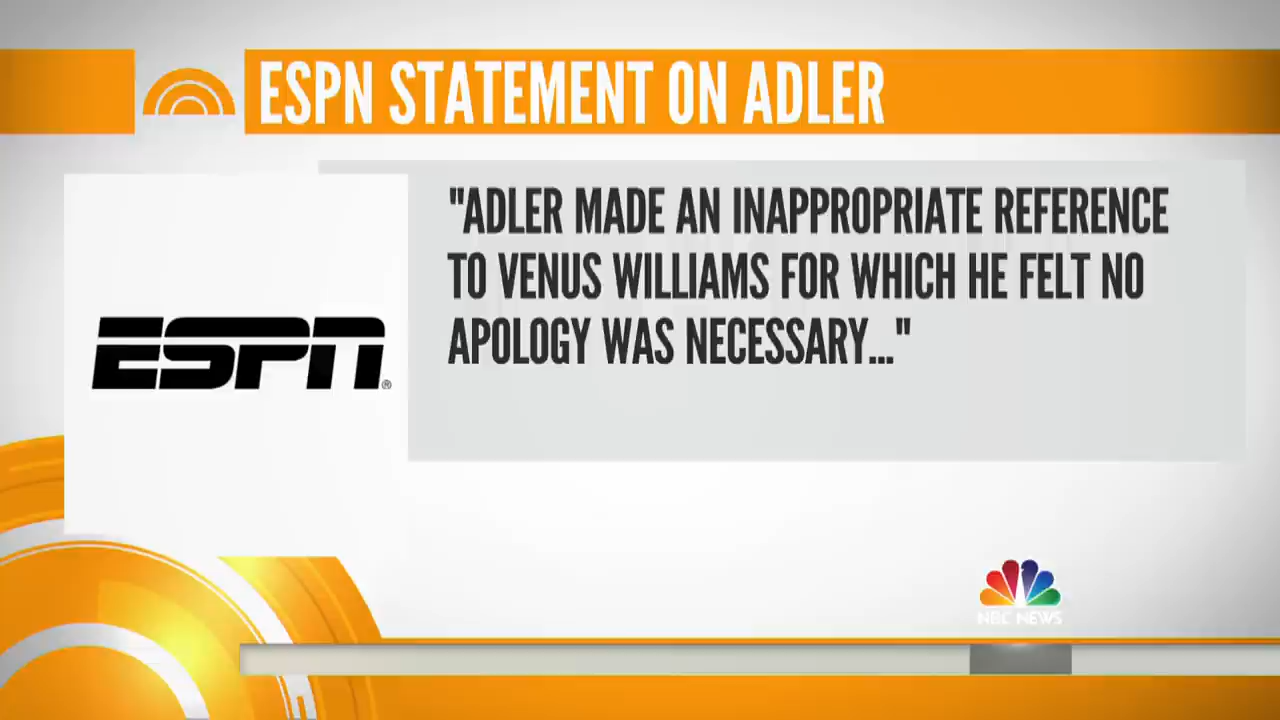 ESPN STATEMENT ON ADLER
"ADLER MADE AN INAPPROPRIATE REFERENCE
TO VENUS WILLIAMS FOR WHICH HE FELT NO
APOLOGY WAS NECESSARY..."
ESPN®
NBC NEWS